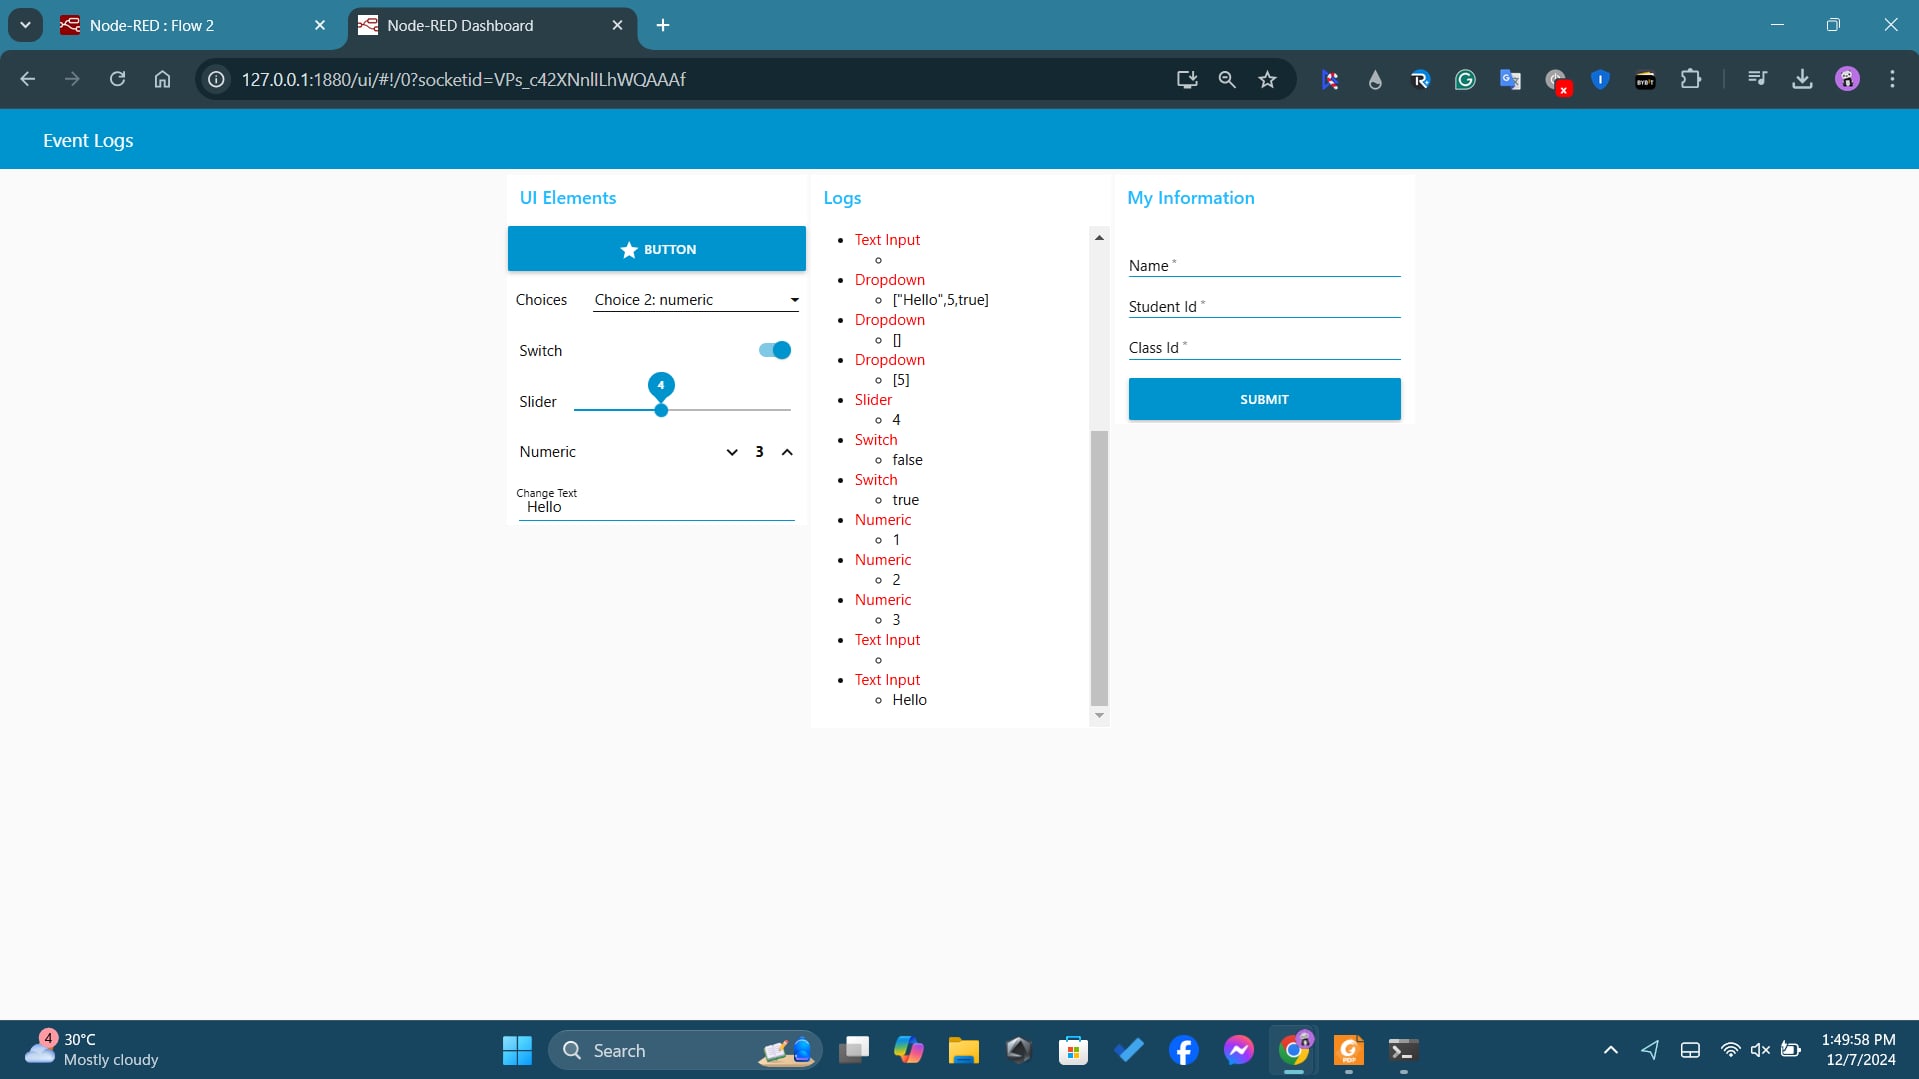 Node-RED : Flow 2
Node-RED Dashboard
127.0.0.1:1880/ui/#!/0?socketid=VPs_c42XNnlILhWQAAAf
Event Logs
UI Elements
BUTTON
Choices
Choice 2: numeric
Switch
Slider
4
Numeric
3
Change Text
Hello
Logs
Text Input
Dropdown
["Hello",5,true]
Dropdown
[]
Dropdown
[5]
Slider
4
Switch
false
Switch
true
Numeric
1
Numeric
2
Numeric
3
Text Input
Text Input
Hello
My Information
Name *
Student Id *
Class Id *
SUBMIT
4
30°C
Mostly cloudy
Search
PDF
1:49:58 PM
12/7/2024